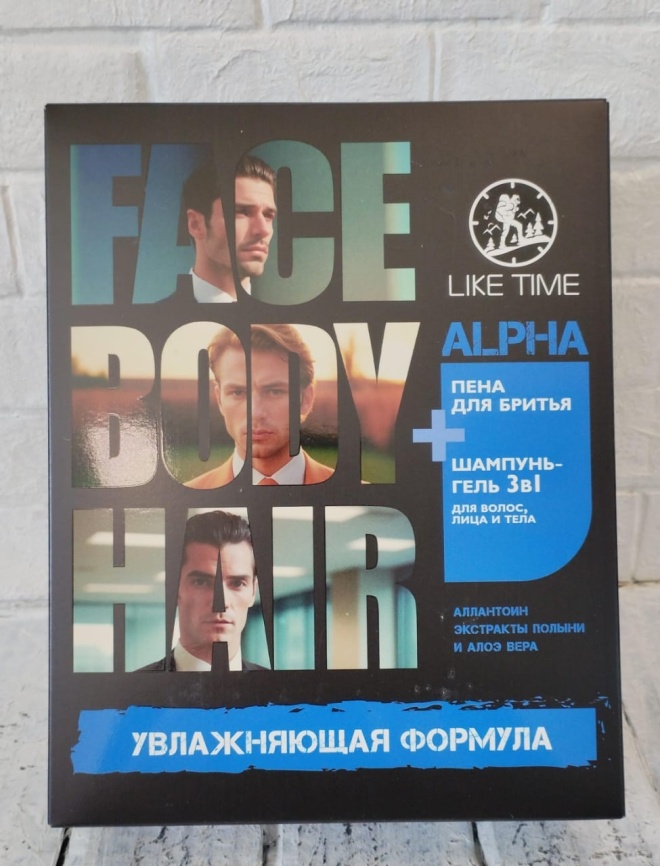 FACE
BODY
HAIR
LIKE TIME
ALPHA
ПЕНА
ДЛЯ БРИТЬЯ
+
ШАМПУНЬ-
ГЕЛЬ 3в1
ДЛЯ ВОЛОС,
ЛИЦА И ТЕЛА
АЛЛАНТОИН
ЭКСТРАКТЫ ПОЛЫНИ
И АЛОЭ ВЕРА
УВЛАЖНЯЮЩАЯ ФОРМУЛА